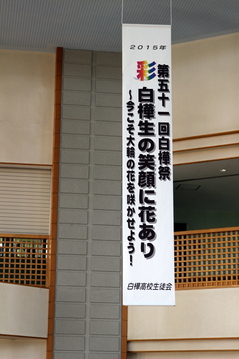 2015年
第五十一回白樺祭
彩
白樺生の笑顔に花あり
~今こそ大輪の花を咲かせよう!
白樺高校生徒会